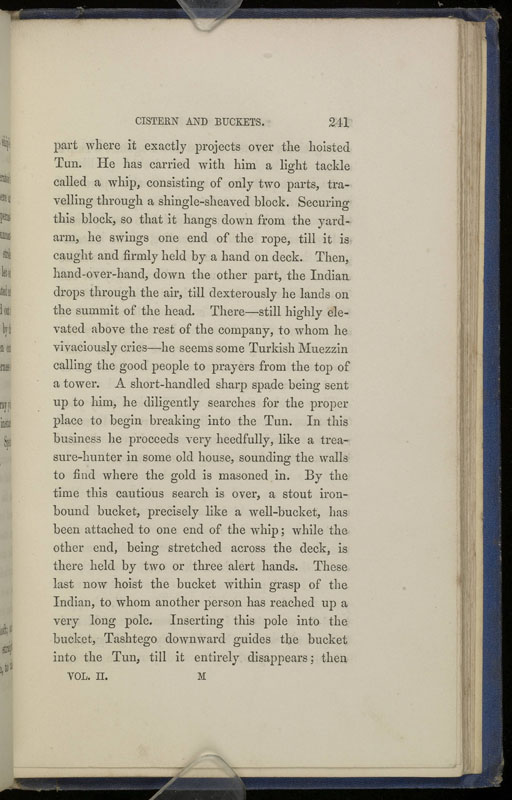 CISTERN AND BUCKETS. 241
part where it exactly projects over the hoisted
Tun. He has carried with him a light tackle
called a whip, consisting of only two parts, tra-
velling through a shingle-sheaved block. Securing
this block, so that it hangs down from the yard-
arm, he swings one end of the rope, till it is
caught and firmly held by a hand on deck. Then,
hand-over-hand, down the other part, the Indian
drops through the air, till dexterously he lands on
the summit of the head. There—still highly ele-
vated above the rest of the company, to whom he
vivaciously cries—he seems some Turkish Muezzin
calling the good people to prayers from the top of
a tower. A short-handled sharp spade being sent
up to him, he diligently searches for the proper
place to begin breaking into the Tun. In this
business he proceeds very heedfully, like a trea-
sure-hunter in some old house, sounding the walls
to find where the gold is masoned in. By the
time this cautious search is over, a stout iron-
bound bucket, precisely like a well-bucket, has
been attached to one end of the whip; while the
other end, being stretched across the deck, is
there held by two or three alert hands. These
last now hoist the bucket within grasp of the
Indian, to whom another person has reached up a
very long pole. Inserting this pole into the
bucket, Tashtego downward guides the bucket
into the Tun, till it entirely disappears; then
VOL. II. M